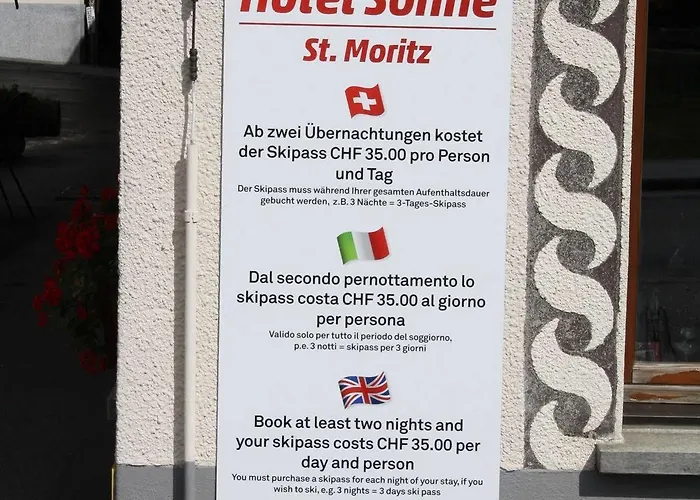 Hotel Sonne
St. Moritz
Ab zwei Übernachtungen kostet
der Skipass CHF 35.00 pro Person
und Tag
Der Skipass muss während Ihrer gesamten Aufenthaltsdauer
gebucht werden, z.B. 3 Nächte = 3-Tages-Skipass
Dal secondo pernottamento lo
skipass costa CHF 35.00 al giorno
per persona
Valido solo per tutto il periodo del soggiorno,
p.e. 3 notti = skipass per 3 giorni
Book at least two nights and
your skipass costs CHF 35.00 per
day and person
You must purchase a skipass for each night of your stay, if you
wish to ski, e.g. 3 nights = 3 days ski pass